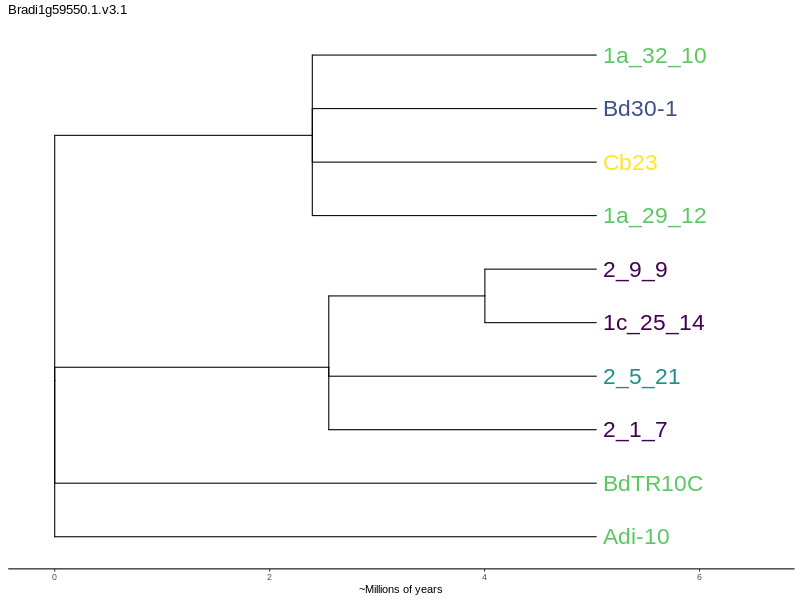 Bradi1g59550.1.v3.1
1a_32_10
Bd30-1
Cb23
1a_29_12
2_9_9
1c_25_14
2_5_21
2_1_7
BdTR10C
Adi-10
0 2 4 6
~Millions of years